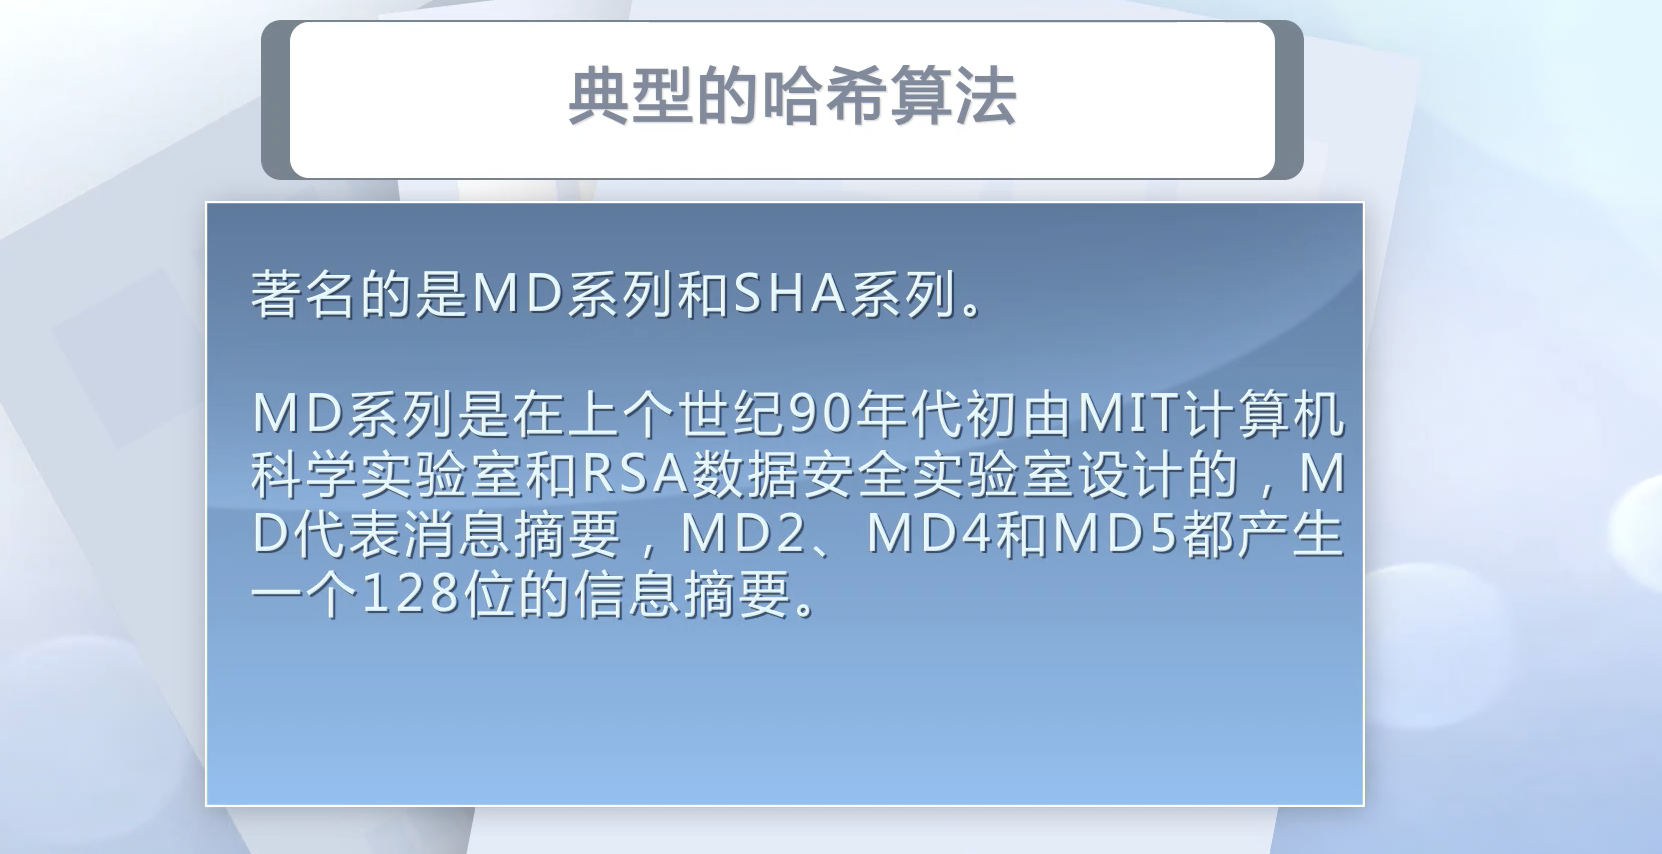 典型的哈希算法
著名的是MD系列和SHA系列。
MD系列是在上个世纪90年代初由MIT计算机
科学实验室和RSA数据安全实验室设计的，M
D代表消息摘要，MD2、MD4和MD5都产生
一个128位的信息摘要。